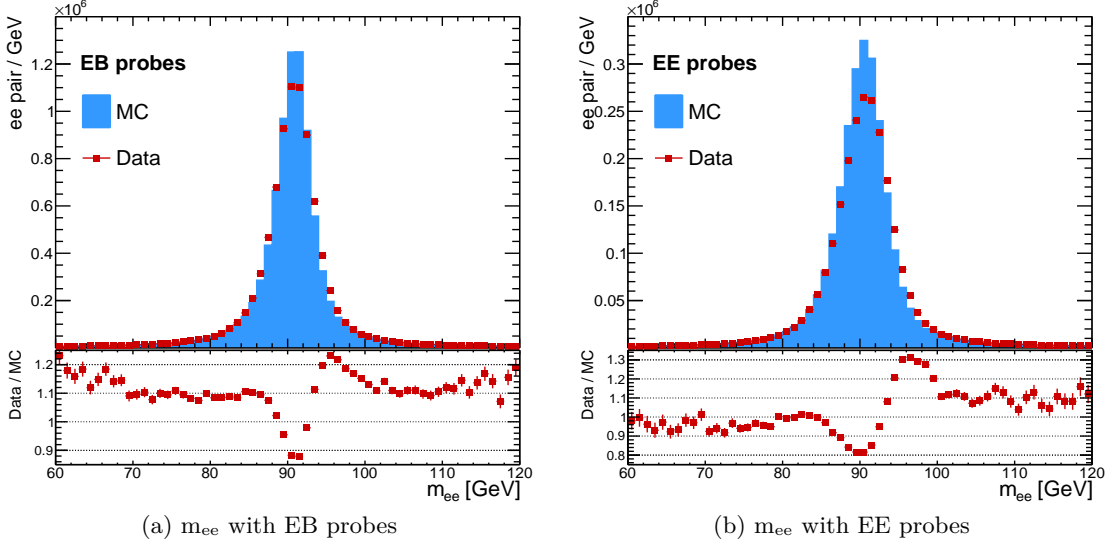 ×10⁶
ee pair / GeV
1.2
1
0.8
0.6
0.4
0.2
EB probes
MC
Data
Data / MC
1.2
1.1
1
0.9
60 70 80 90 100 110 120
m_ee [GeV]
(a) m_ee with EB probes
×10⁶
ee pair / GeV
0.3
0.25
0.2
0.15
0.1
0.05
EE probes
MC
Data
Data / MC
1.3
1.2
1.1
1
0.9
0.8
60 70 80 90 100 110 120
m_ee [GeV]
(b) m_ee with EE probes